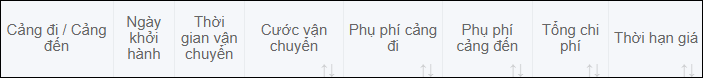 Cảng đi / Cảng
đến
Ngày
khởi
hành
Thời
gian vận
chuyển
Cước vận
chuyển
Phụ phí cảng
đi
Phụ phí
cảng đến
Tổng chi
phí
Thời hạn giá